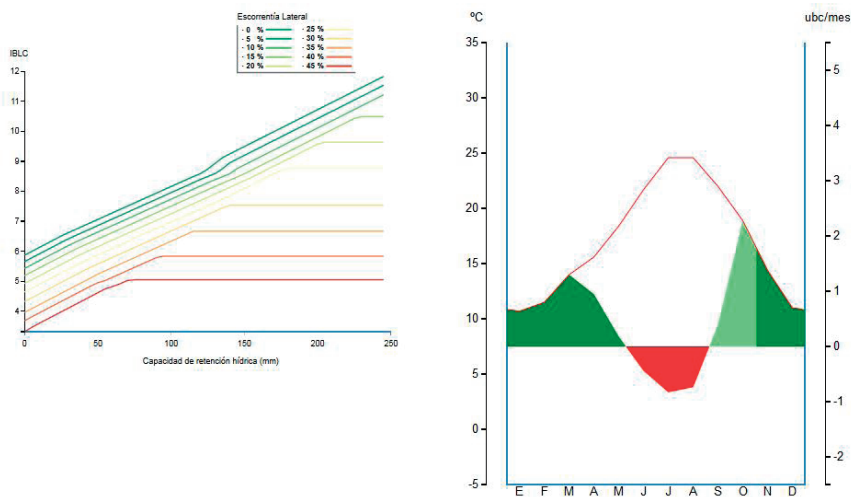 Escorrentía Lateral
- 0 % - 25 %
- 5 % - 30 %
- 10 % - 35 %
- 15 % - 40 %
- 20 % - 45 %
IBLC
12
11
10
9
8
7
6
5
4
0 50 100 150 200 250
Capacidad de retención hídrica (mm)
ºC ubc/mes
35
30
25
20
15
10
5
0
-5
5
4
3
2
1
0
-1
-2
E F M A M J J A S O N D